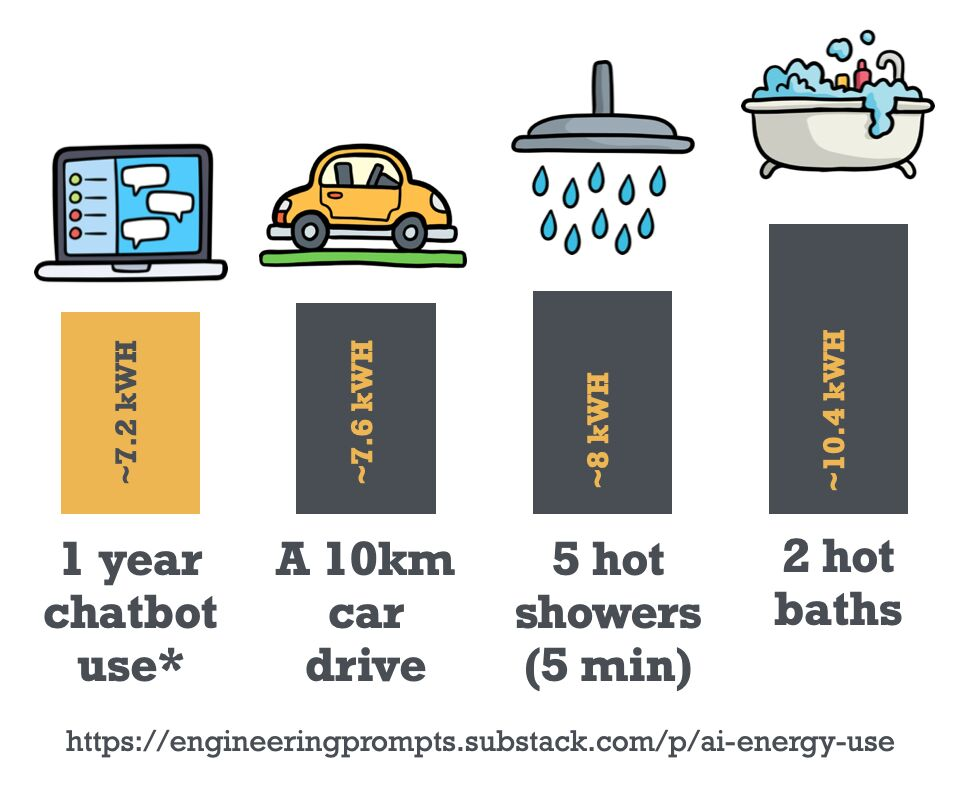 ~7.2 kWH
~7.6 kWH
~8 kWH
~10.4 kWH
1 year
chatbot
use*
A 10km
car
drive
5 hot
showers
(5 min)
2 hot
baths
https://engineeringprompts.substack.com/p/ai-energy-use